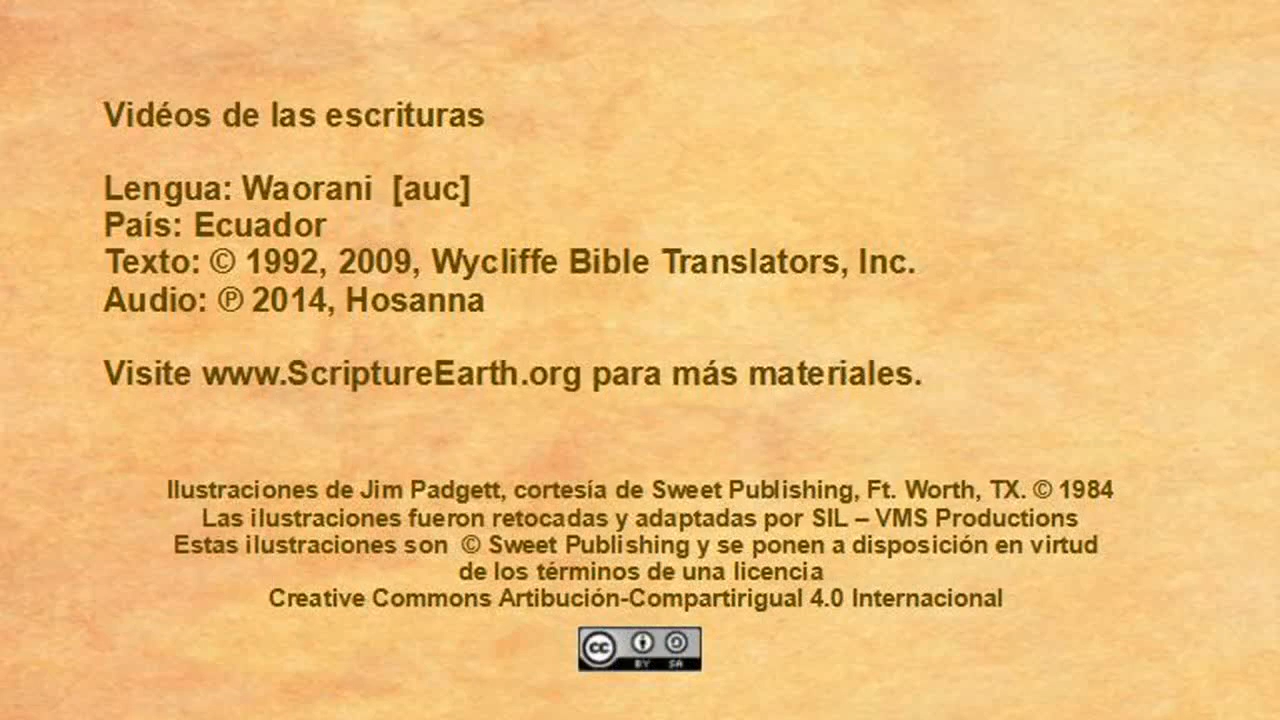 Vidéos de las escrituras
Lengua: Waorani [auc]
País: Ecuador
Texto: © 1992, 2009, Wycliffe Bible Translators, Inc.
Audio: ℗ 2014, Hosanna
Visite www.ScriptureEarth.org para más materiales.
Ilustraciones de Jim Padgett, cortesía de Sweet Publishing, Ft. Worth, TX. © 1984
Las ilustraciones fueron retocadas y adaptadas por SIL – VMS Productions
Estas ilustraciones son © Sweet Publishing y se ponen a disposición en virtud
de los términos de una licencia
Creative Commons Artibución-Compartirigual 4.0 Internacional
cc BY SA